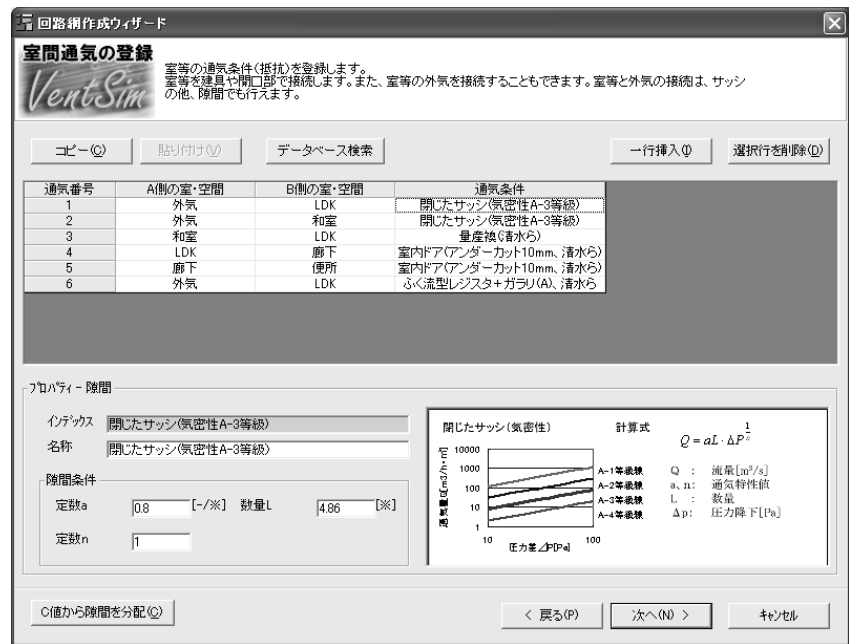 回路網作成ウィザード
室間通気の登録
VentSim
室等の通気条件(抵抗)を登録します。
室等を建具や開口部で接続します。また、室等の外気を接続することもできます。室等と外気の接続は、サッシ
の他、隙間でも行えます。
コピー(C) 貼り付け(V) データベース検索 一行挿入(I) 選択行を削除(D)
通気番号 A側の室・空間 B側の室・空間 通気条件
1 外気 LDK 閉じたサッシ(気密性A-3等級)
2 外気 和室 閉じたサッシ(気密性A-3等級)
3 和室 LDK 量産襖(清水ら)
4 LDK 廊下 室内ドア(アンダーカット10mm、清水ら)
5 廊下 便所 室内ドア(アンダーカット10mm、清水ら)
6 外気 LDK ふく流型レジスタ+ガラリ(A)、清水ら
プロパティ - 隙間
インデックス 閉じたサッシ(気密性A-3等級)
名称 閉じたサッシ(気密性A-3等級)
隙間条件
定数a 0.8 [-/※] 数量L 4.86 [※]
定数n 1
閉じたサッシ(気密性) 計算式
Q = aL · ΔP^(1/n)
通気量Q[m3/h・㎡]
10000
1000
100
10
1
10 100
圧力差⊿P[Pa]
A-1等級線
A-2等級線
A-3等級線
A-4等級線
Q : 流量[m³/s]
a、n: 通気特性値
L : 数量
Δp: 圧力降下[Pa]
C値から隙間を分配(C) < 戻る(P) 次へ(N) > キャンセル